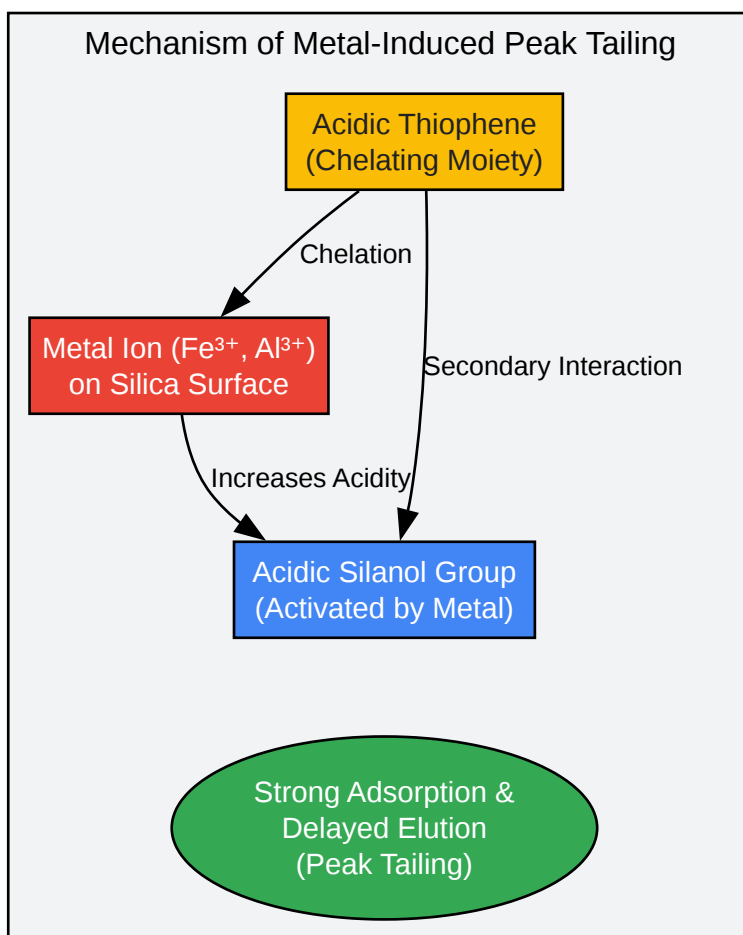 Mechanism of Metal-Induced Peak Tailing
Acidic Thiophene
(Chelating Moiety)
Chelation
Metal Ion (Fe³⁺, Al³⁺)
on Silica Surface
Secondary Interaction
Increases Acidity
Acidic Silanol Group
(Activated by Metal)
Strong Adsorption &
Delayed Elution
(Peak Tailing)